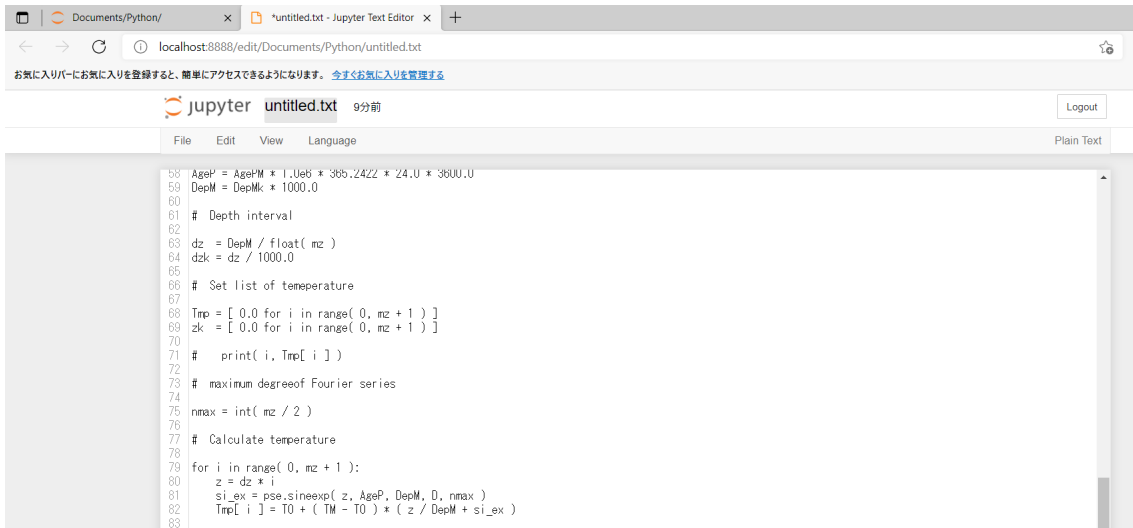 Documents/Python/
*untitled.txt - Jupyter Text Editor
localhost:8888/edit/Documents/Python/untitled.txt
お気に入りバーにお気に入りを登録すると、簡単にアクセスできるようになります。 今すぐお気に入りを管理する
jupyter untitled.txt 9分前 Logout
File Edit View Language Plain Text
58 AgeP = AgePM * 1.0e6 * 365.2422 * 24.0 * 3600.0
59 DepM = DepMk * 1000.0
60
61 # Depth interval
62
63 dz = DepM / float( mz )
64 dzk = dz / 1000.0
65
66 # Set list of temeperature
67
68 Tmp = [ 0.0 for i in range( 0, mz + 1 ) ]
69 zk = [ 0.0 for i in range( 0, mz + 1 ) ]
70
71 # print( i, Tmp[ i ] )
72
73 # maximum degreeof Fourier series
74
75 nmax = int( mz / 2 )
76
77 # Calculate temperature
78
79 for i in range( 0, mz + 1 ):
80 z = dz * i
81 si_ex = pse.sineexp( z, AgeP, DepM, D, nmax )
82 Tmp[ i ] = T0 + ( TM - T0 ) * ( z / DepM + si_ex )
83